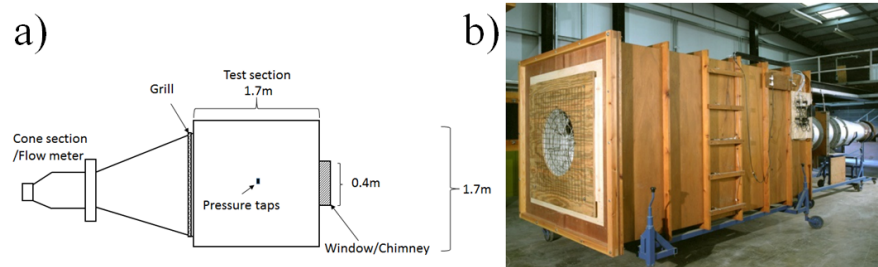 a)
b)
Test section
1.7m
Grill
Cone section
/Flow meter
0.4m
1.7m
Pressure taps
Window/Chimney